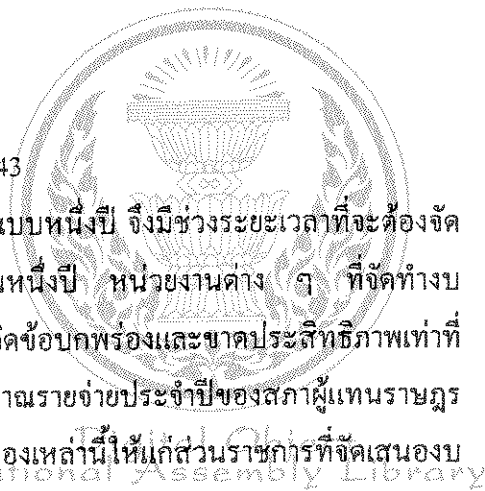 43
แบบหนึ่งปี จึงมีช่วงระยะเวลาที่จะต้องจัด
หนึ่งปี หน่วยงานต่าง ๆ ที่จัดทำงบ
ข้อบกพร่องและขาดประสิทธิภาพเท่าที่
รายจ่ายประจำปีของสภาผู้แทนราษฎร
เหล่านี้ให้แก่ส่วนราชการที่จัดเสนองบ
Assembly Library